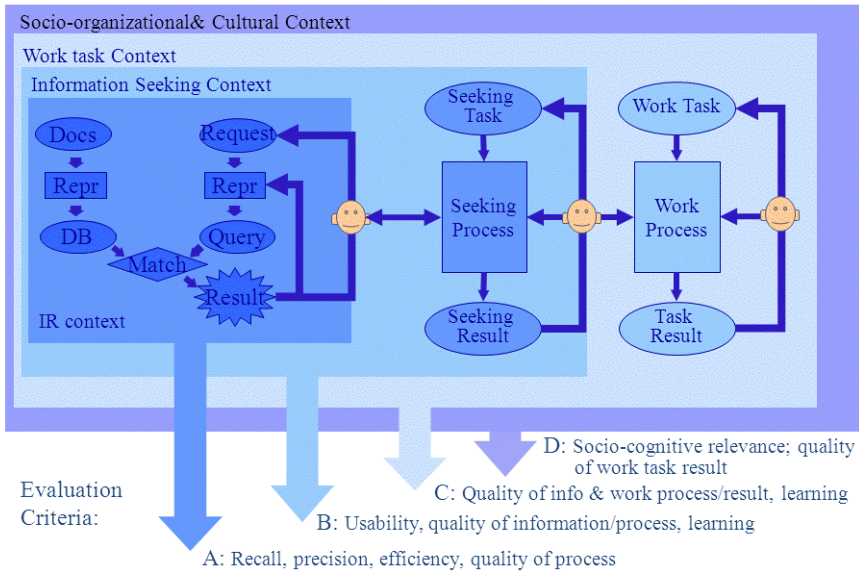 Socio-organizational& Cultural Context
Work task Context
Information Seeking Context
Docs
Repr
DB
Request
Repr
Query
Match
Result
IR context
Seeking
Task
Seeking
Process
Seeking
Result
Work Task
Work
Process
Task
Result
Evaluation
Criteria:
D: Socio-cognitive relevance; quality
of work task result
C: Quality of info & work process/result, learning
B: Usability, quality of information/process, learning
A: Recall, precision, efficiency, quality of process